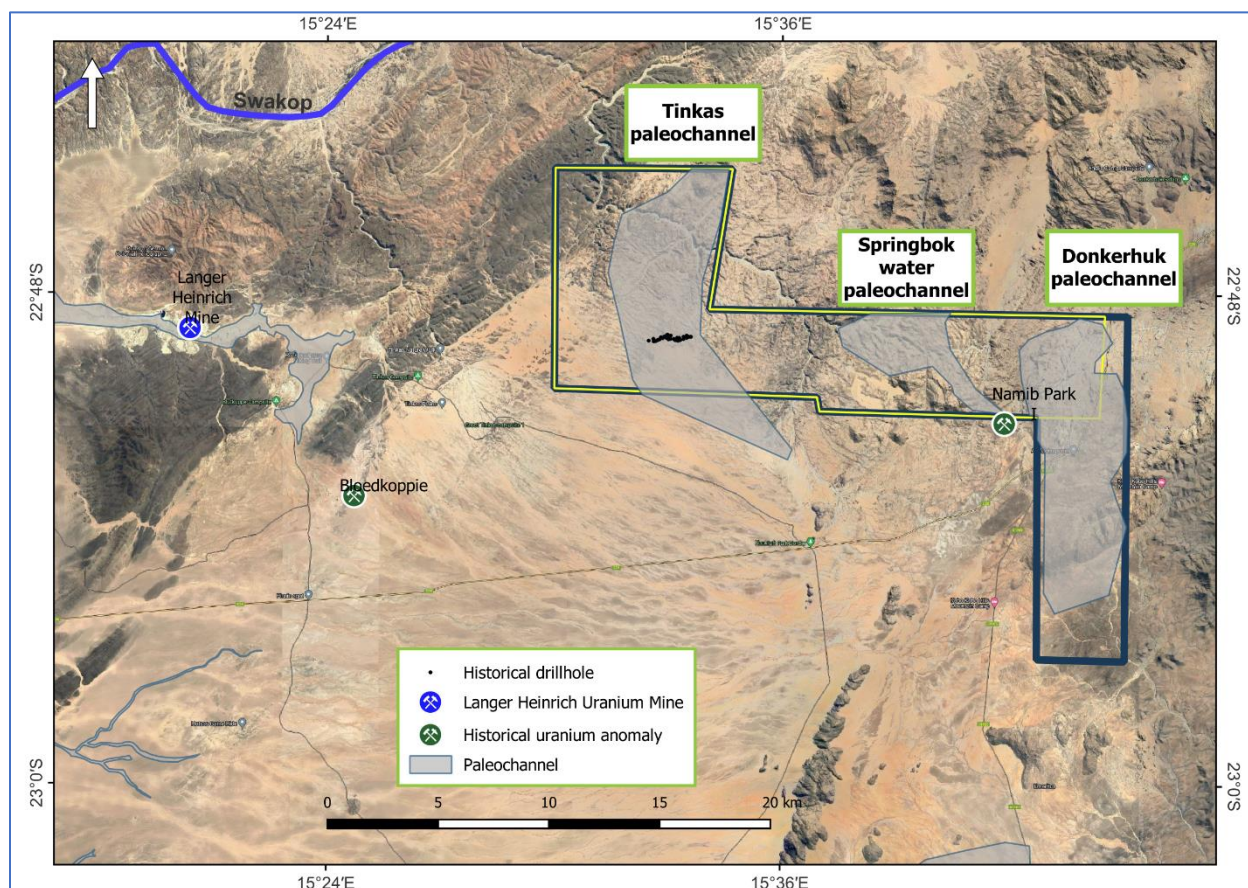 15°24′E
15°36′E
Swakop
Tinkas
paleochannel
Springbok
water
paleochannel
Donkerhuk
paleochannel
22°48'S
22°48'S
Langer
Heinrich
Mine
Namib Park
I
Bloedkoppie
Historical drillhole
Langer Heinrich Uranium Mine
Historical uranium anomaly
Paleochannel
0
5
10
15
20 km
23°0'S
23°0'S
15°24′E
15°36′E